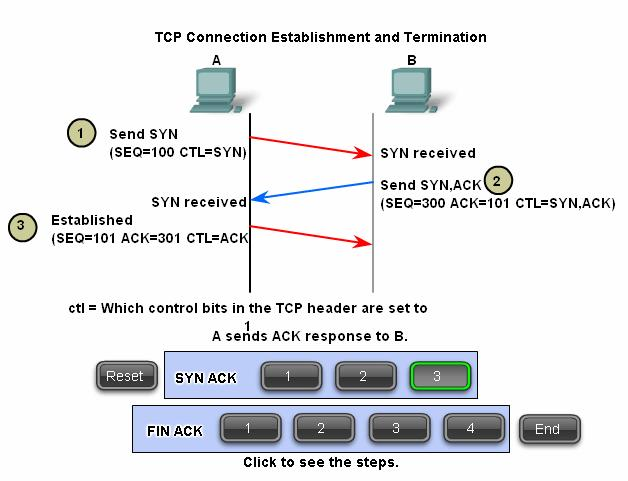 TCP Connection Establishment and Termination
A
B
1
Send SYN
(SEQ=100 CTL=SYN)
SYN received
Send SYN,ACK
2
(SEQ=300 ACK=101 CTL=SYN,ACK)
SYN received
3
Established
(SEQ=101 ACK=301 CTL=ACK
ctl = Which control bits in the TCP header are set to
1
A sends ACK response to B.
Reset
SYN ACK
1
2
3
FIN ACK
1
2
3
4
End
Click to see the steps.